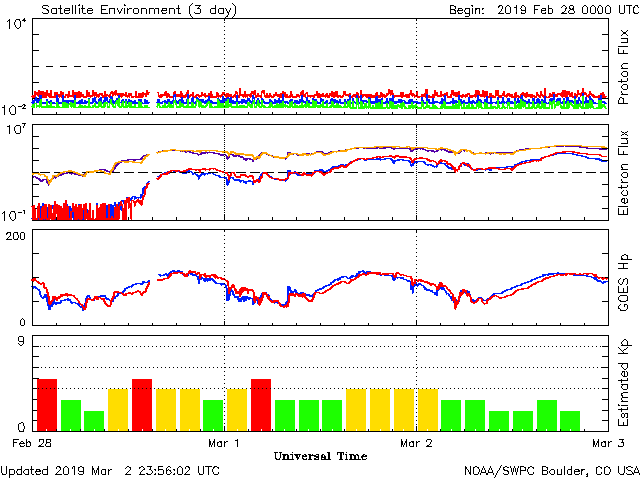 Satellite Environment (3 day)
Begin: 2019 Feb 28 0000 UTC
10^4
10^-2
Proton Flux
10^7
10^-1
Electron Flux
200
0
GOES Hp
9
0
Estimated Kp
Feb 28
Mar 1
Mar 2
Mar 3
Universal Time
Updated 2019 Mar 2 23:56:02 UTC
NOAA/SWPC Boulder, CO USA